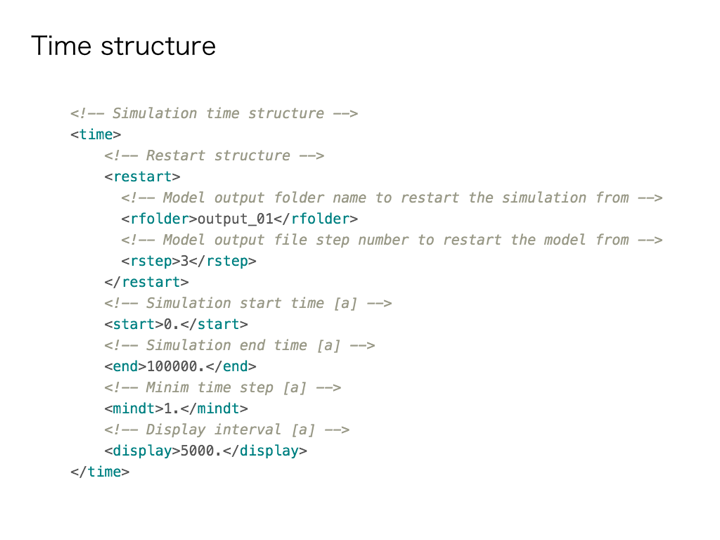 Time structure
<!-- Simulation time structure -->
<time>
<!-- Restart structure -->
<restart>
<!-- Model output folder name to restart the simulation from -->
<rfolder>output_01</rfolder>
<!-- Model output file step number to restart the model from -->
<rstep>3</rstep>
</restart>
<!-- Simulation start time [a] -->
<start>0.</start>
<!-- Simulation end time [a] -->
<end>100000.</end>
<!-- Minim time step [a] -->
<mindt>1.</mindt>
<!-- Display interval [a] -->
<display>5000.</display>
</time>